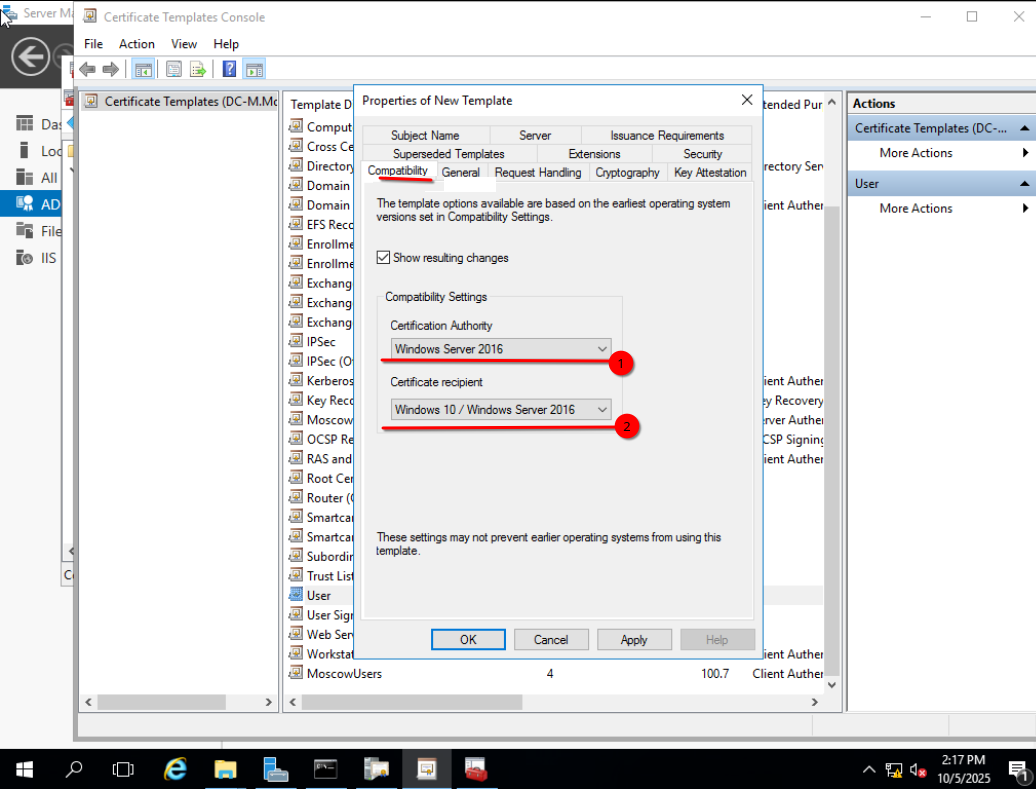 Server Ma
Certificate Templates Console
File Action View Help
Certificate Templates (DC-M.Mc
Template D
tended Pur
Actions
Certificate Templates (DC-...
More Actions
User
More Actions
Das
Loc
All
AD
File
IIS
Comput
Cross Ce
Directory
rectory Serv
Domain
Domain
ient Auther
EFS Reco
Enrollme
Enrollme
Exchang
Exchang
Exchang
IPSec
IPSec (O
Kerberos
ient Auther
Key Reco
ey Recovery
Moscow
rver Auther
OCSP Re
CSP Signing
RAS and
ient Auther
Root Cer
Router (
Smartcar
Smartcar
Subordin
Trust List
User
User Sign
Web Serv
Workstat
ient Auther
MoscowUsers 4 100.7 Client Auther
Properties of New Template
Subject Name Server Issuance Requirements
Superseded Templates Extensions Security
Compatibility General Request Handling Cryptography Key Attestation
The template options available are based on the earliest operating system
versions set in Compatibility Settings.
Show resulting changes
Compatibility Settings
Certification Authority
Windows Server 2016
1
Certificate recipient
Windows 10 / Windows Server 2016
2
These settings may not prevent earlier operating systems from using this
template.
OK Cancel Apply Help
2:17 PM
10/5/2025
1